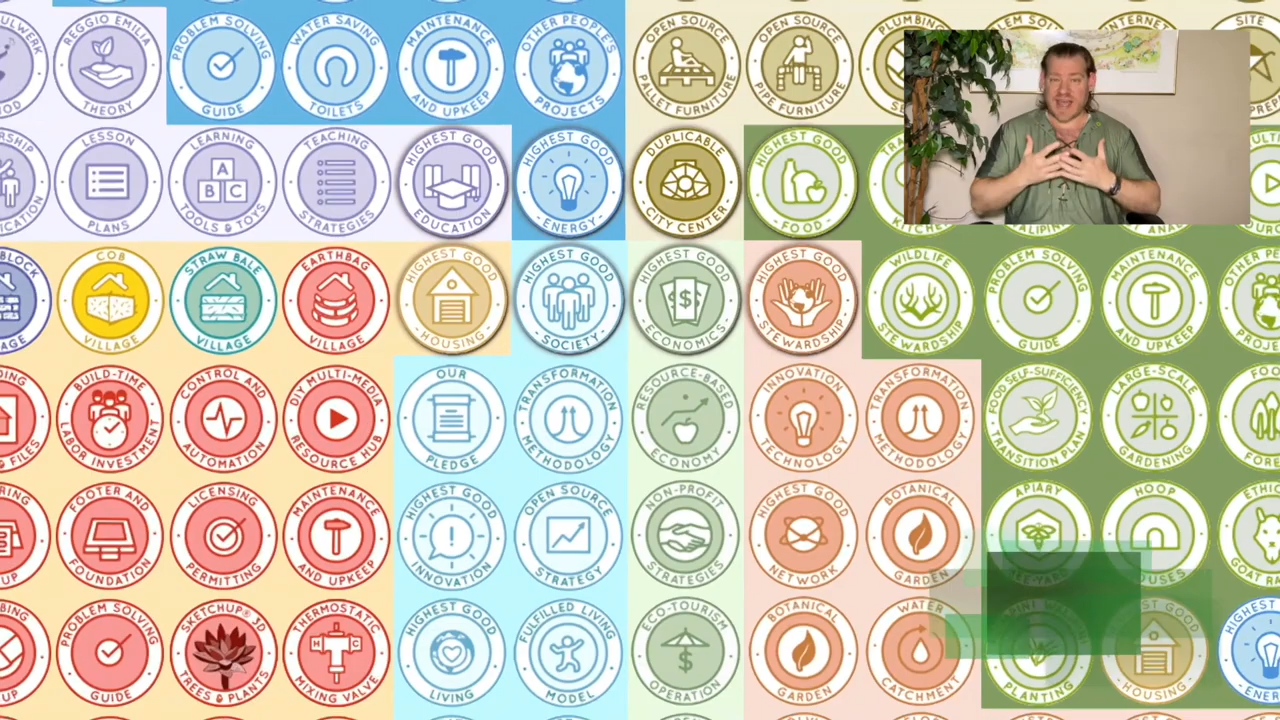 REGGIO EMILIA THEORY
PROBLEM SOLVING GUIDE
WATER SAVING TOILETS
MAINTENANCE AND UPKEEP
OTHER PEOPLE'S PROJECTS
OPEN SOURCE PALLET FURNITURE
OPEN SOURCE PIPE FURNITURE
PLUMBING
INTERNET
SITE
LESSON PLANS
LEARNING TOOLS & TOYS
A
B C
TEACHING STRATEGIES
HIGHEST GOOD EDUCATION
HIGHEST GOOD ENERGY
DUPLICABLE CITY CENTER
HIGHEST GOOD FOOD
COB VILLAGE
STRAW BALE VILLAGE
EARTHBAG VILLAGE
HIGHEST GOOD HOUSING
HIGHEST GOOD SOCIETY
HIGHEST GOOD ECONOMICS
HIGHEST GOOD STEWARDSHIP
WILDLIFE STEWARDSHIP
PROBLEM SOLVING GUIDE
MAINTENANCE AND UPKEEP
BUILD-TIME LABOR INVESTMENT
CONTROL AND AUTOMATION
DIY MULTI-MEDIA RESOURCE HUB
OUR PLEDGE
TRANSFORMATION METHODOLOGY
RESOURCE-BASED ECONOMY
INNOVATION TECHNOLOGY
TRANSFORMATION METHODOLOGY
FOOD SELF-SUFFICIENCY TRANSITION PLAN
LARGE-SCALE GARDENING
FOOTER AND FOUNDATION
LICENSING PERMITTING
MAINTENANCE AND UPKEEP
HIGHEST GOOD INNOVATION
OPEN SOURCE STRATEGY
NON-PROFIT STRATEGIES
HIGHEST GOOD NETWORK
BOTANICAL GARDEN
APIARY
HOOP
PROBLEM SOLVING GUIDE
SKETCHUP® 3D TREES & PLANTS
THERMOSTATIC MIXING VALVE
H C
HIGHEST GOOD LIVING
FULFILLED LIVING MODEL
ECO-TOURISM OPERATION
BOTANICAL GARDEN
WATER CATCHMENT
PLANTING
HOUSING